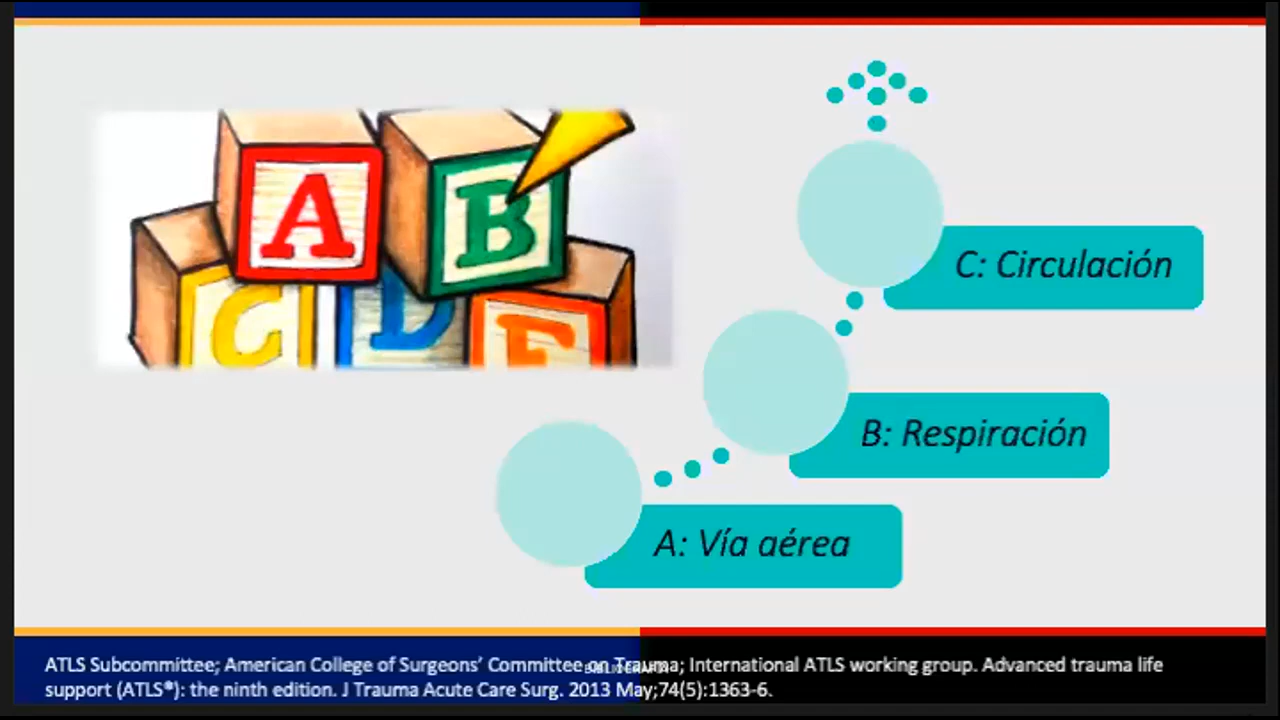 A B
C D E
C: Circulación
B: Respiración
A: Vía aérea
BIBLIOGRAFIA
ATLS Subcommittee; American College of Surgeons’ Committee on Trauma; International ATLS working group. Advanced trauma life
support (ATLS®): the ninth edition. J Trauma Acute Care Surg. 2013 May;74(5):1363-6.